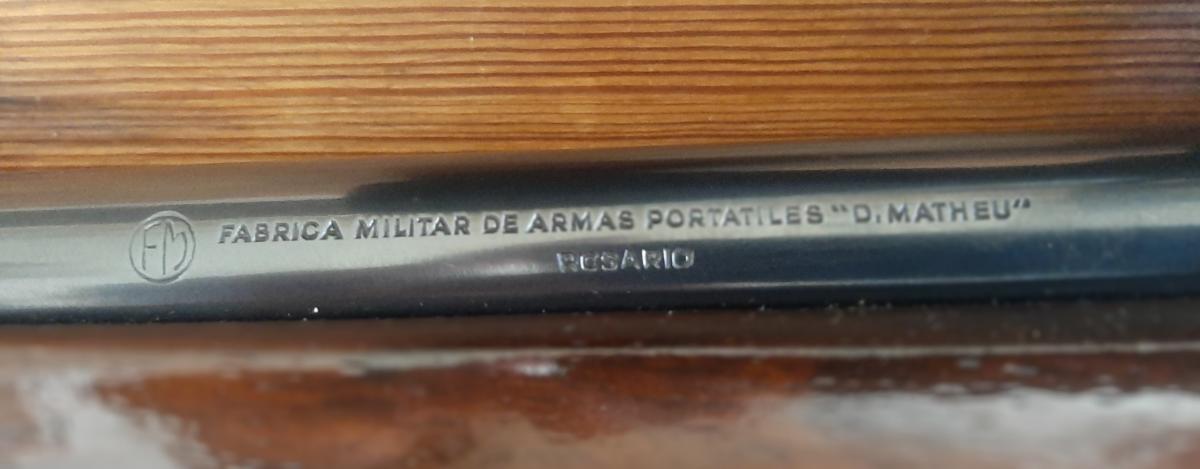 FM FABRICA MILITAR DE ARMAS PORTATILES "D. MATHEU"
ROSARIO